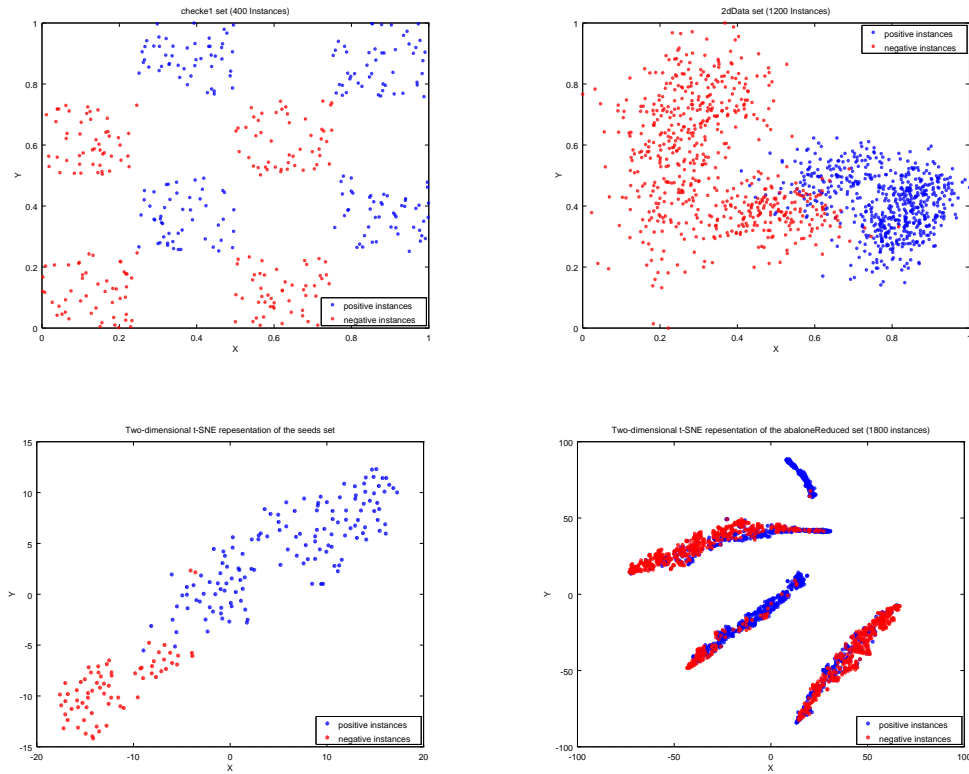 checke1 set (400 Instances)
1
0.8
0.6
0.4
0.2
0
Y
0
0.2
0.4
0.6
0.8
1
X
positive instances
negative instances
2dData set (1200 Instances)
1
0.8
0.6
0.4
0.2
0
Y
0
0.2
0.4
0.6
0.8
1
X
positive instances
negative instances
Two-dimensional t-SNE repesentation of the seeds set
15
10
5
0
-5
-10
-15
Y
-20
-10
0
10
20
X
positive instances
negative instances
Two-dimensional t-SNE repesentation of the abaloneReduced set (1800 instances)
100
50
0
-50
-100
Y
-100
-50
0
50
100
X
positive instances
negative instances